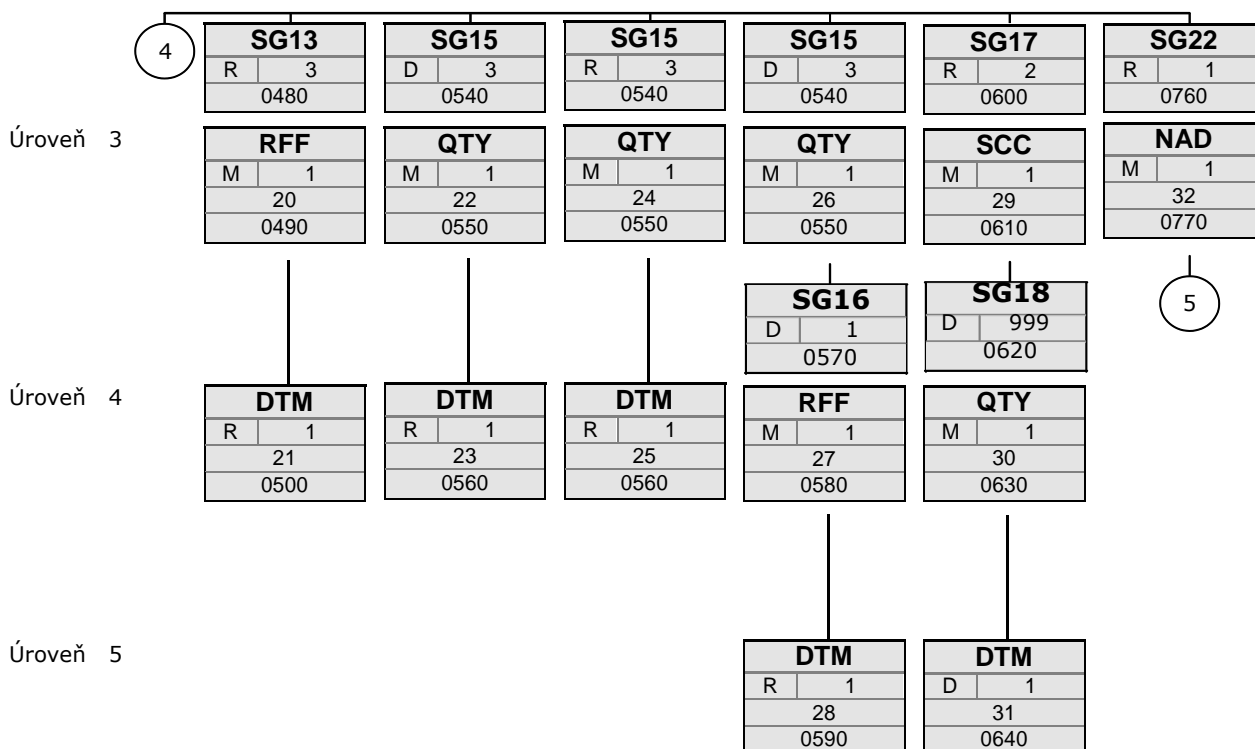 4
SG13
R 3
0480
SG15
D 3
0540
SG15
R 3
0540
SG15
D 3
0540
SG17
R 2
0600
SG22
R 1
0760
Úroveň 3
RFF
M 1
20
0490
QTY
M 1
22
0550
QTY
M 1
24
0550
QTY
M 1
26
0550
SCC
M 1
29
0610
NAD
M 1
32
0770
SG16
D 1
0570
SG18
D 999
0620
5
Úroveň 4
DTM
R 1
21
0500
DTM
R 1
23
0560
DTM
R 1
25
0560
RFF
M 1
27
0580
QTY
M 1
30
0630
Úroveň 5
DTM
R 1
28
0590
DTM
D 1
31
0640